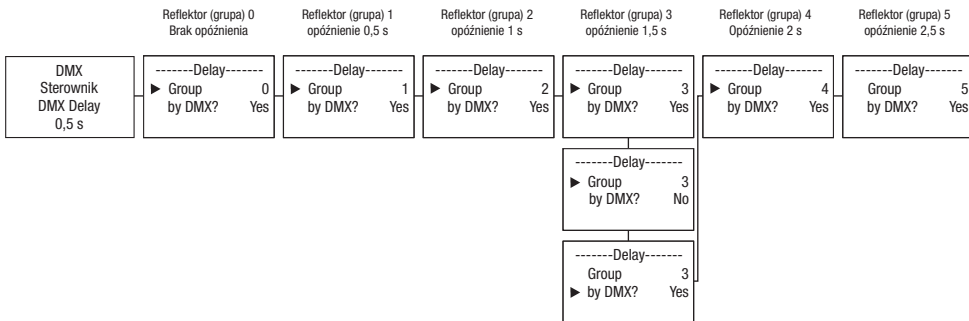 Reflektor (grupa) 0
Brak opóźnienia
Reflektor (grupa) 1
opóźnienie 0,5 s
Reflektor (grupa) 2
opóźnienie 1 s
Reflektor (grupa) 3
opóźnienie 1,5 s
Reflektor (grupa) 4
Opóźnienie 2 s
Reflektor (grupa) 5
opóźnienie 2,5 s
DMX
Sterownik
DMX Delay
0,5 s
-------Delay-------
▶ Group 0
by DMX? Yes
-------Delay-------
▶ Group 1
by DMX? Yes
-------Delay-------
▶ Group 2
by DMX? Yes
-------Delay-------
▶ Group 3
by DMX? Yes
-------Delay-------
▶ Group 4
by DMX? Yes
-------Delay-------
▶ Group 5
by DMX? Yes
-------Delay-------
▶ Group 3
by DMX? No
-------Delay-------
Group 3
▶ by DMX? Yes